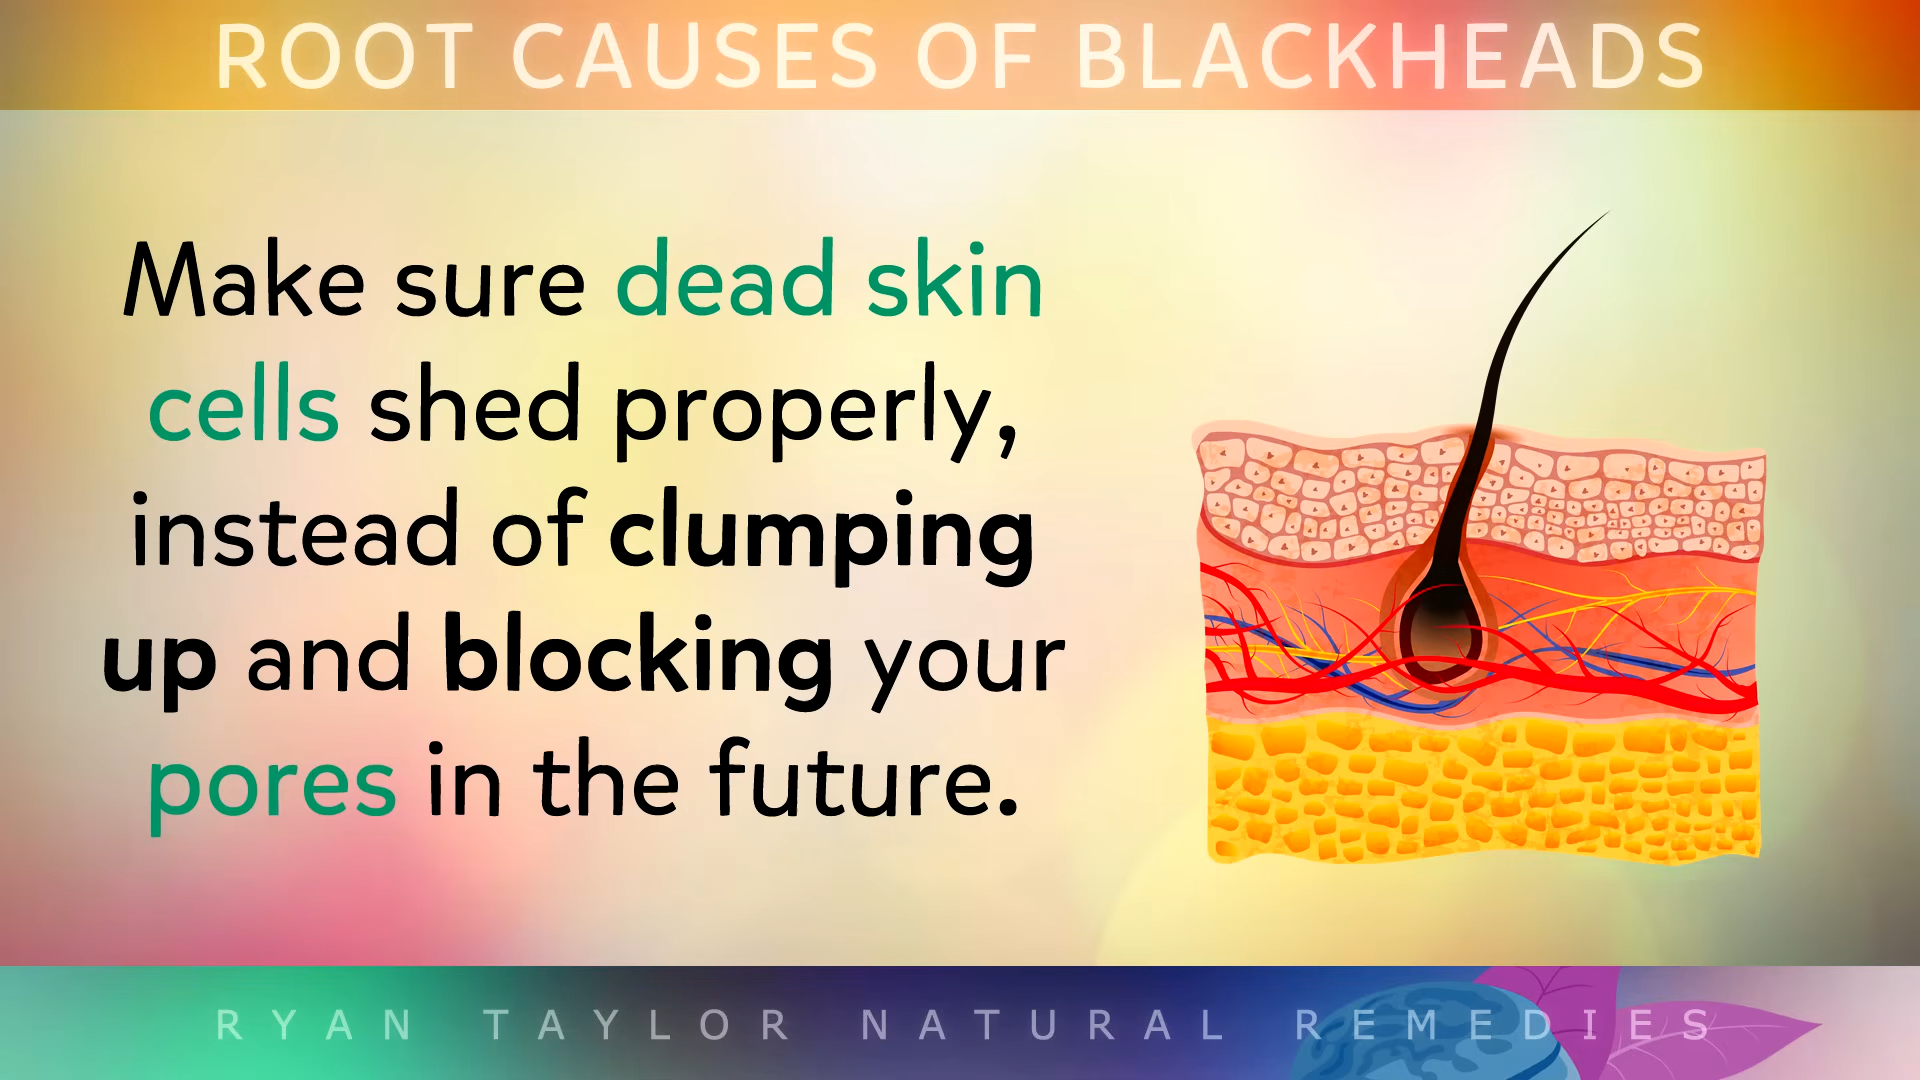 ROOT CAUSES OF BLACKHEADS
Make sure dead skin
cells shed properly,
instead of clumping
up and blocking your
pores in the future.
RYAN TAYLOR NATURAL REMEDIES